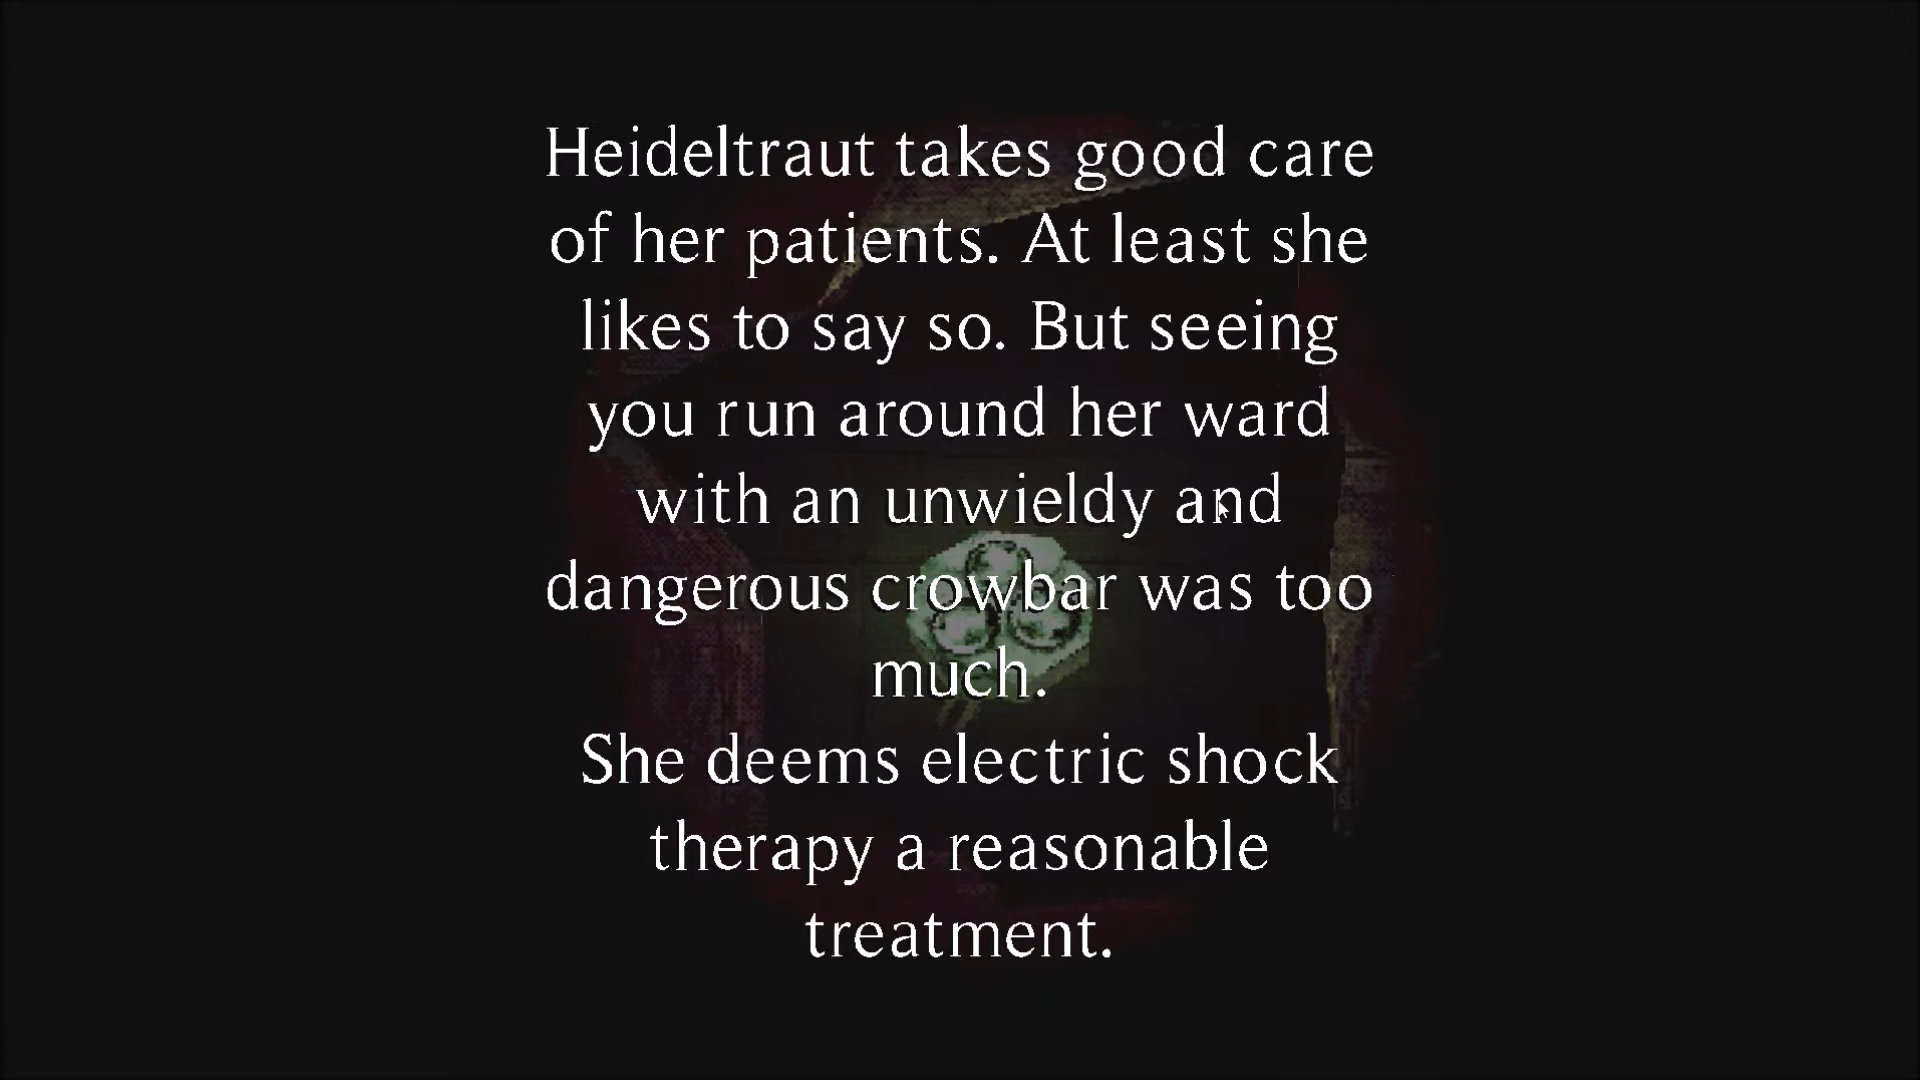 Heideltraut takes good care
of her patients. At least she
likes to say so. But seeing
you run around her ward
with an unwieldy and
dangerous crowbar was too
much.
She deems electric shock
therapy a reasonable
treatment.